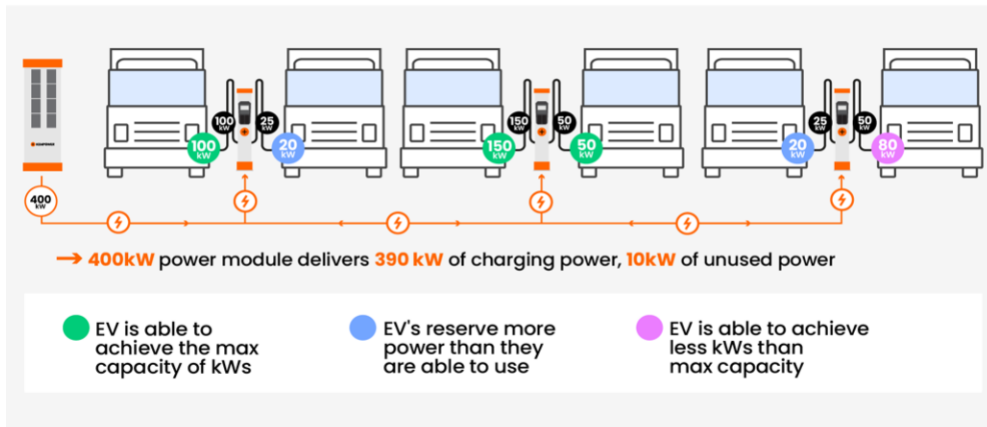 100 kW
25 kW
150 kW
50 kW
25 kW
50 kW
100 kW
20 kW
150 kW
50 kW
20 kW
80 kW
KEMPOWER
400 kW
→ 400kW power module delivers 390 kW of charging power, 10kW of unused power
EV is able to
achieve the max
capacity of kWs
EV's reserve more
power than they
are able to use
EV is able to achieve
less kWs than
max capacity